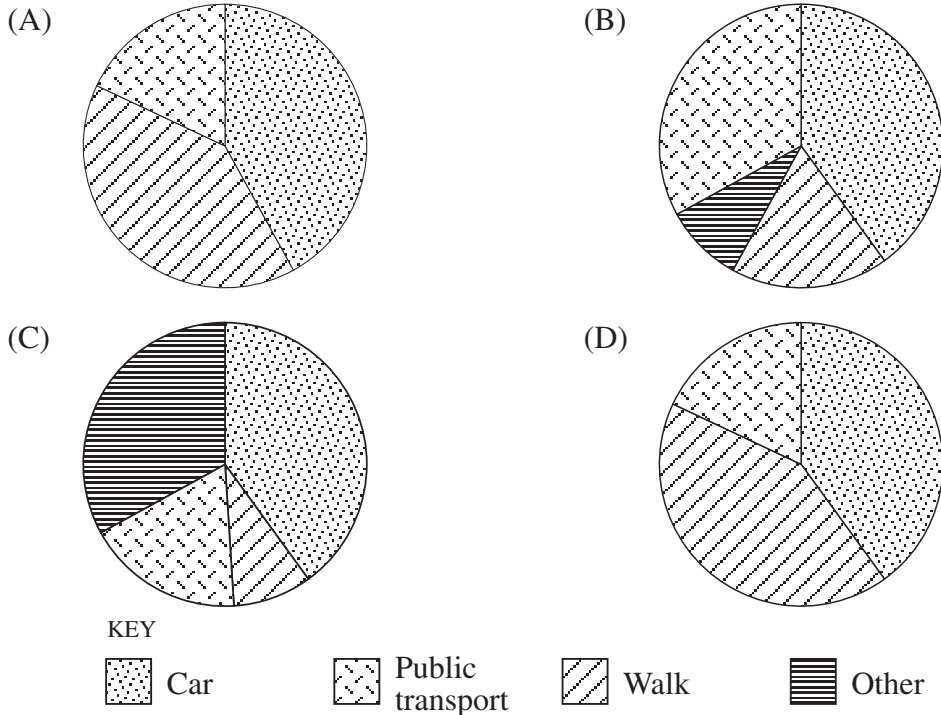 (A)
(B)
(C)
(D)
KEY
Car
Public
transport
Walk
Other